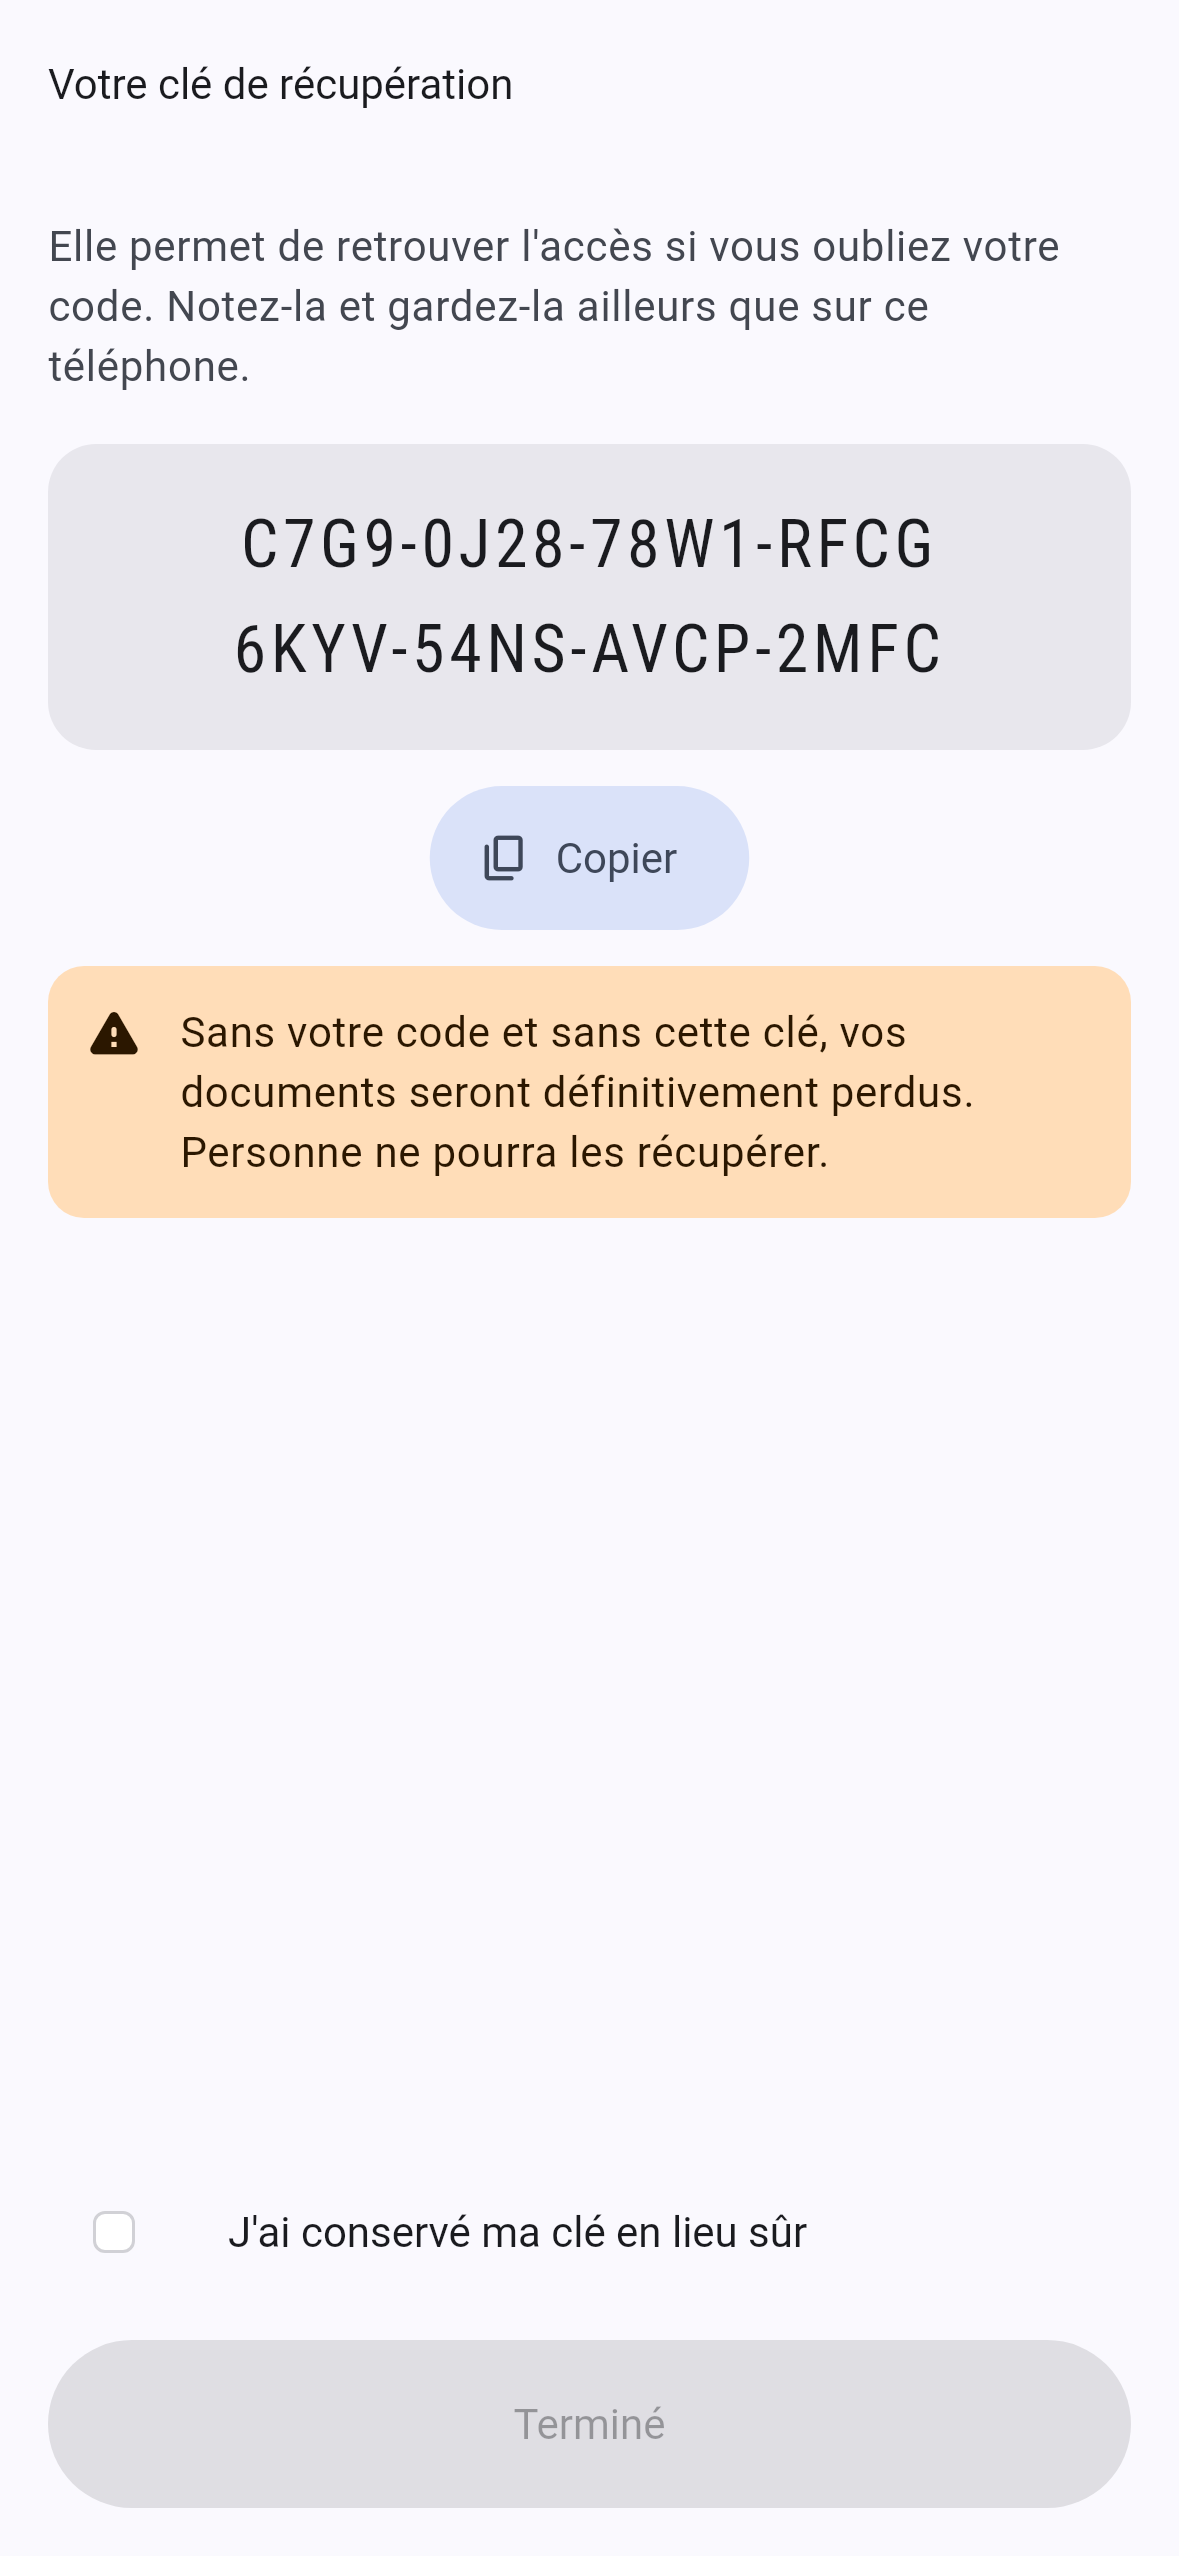 Votre clé de récupération
Elle permet de retrouver l'accès si vous oubliez votre
code. Notez-la et gardez-la ailleurs que sur ce
téléphone.
C7G9-0J28-78W1-RFCG
6KYV-54NS-AVCP-2MFC
Copier
Sans votre code et sans cette clé, vos
documents seront définitivement perdus.
Personne ne pourra les récupérer.
J'ai conservé ma clé en lieu sûr
Terminé